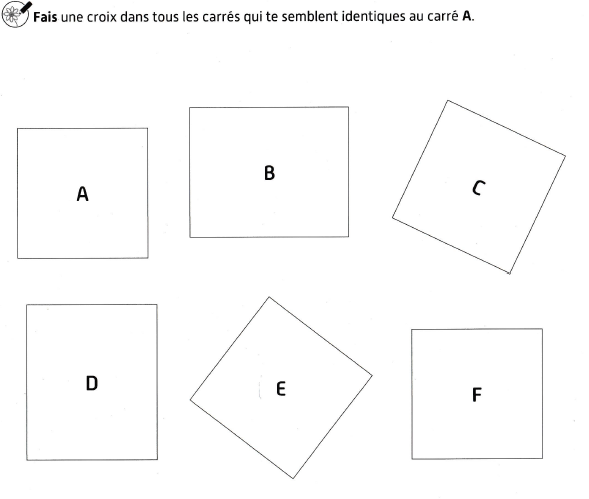 Fais une croix dans tous les carrés qui te semblent identiques au carré A.
A
B
C
D
E
F